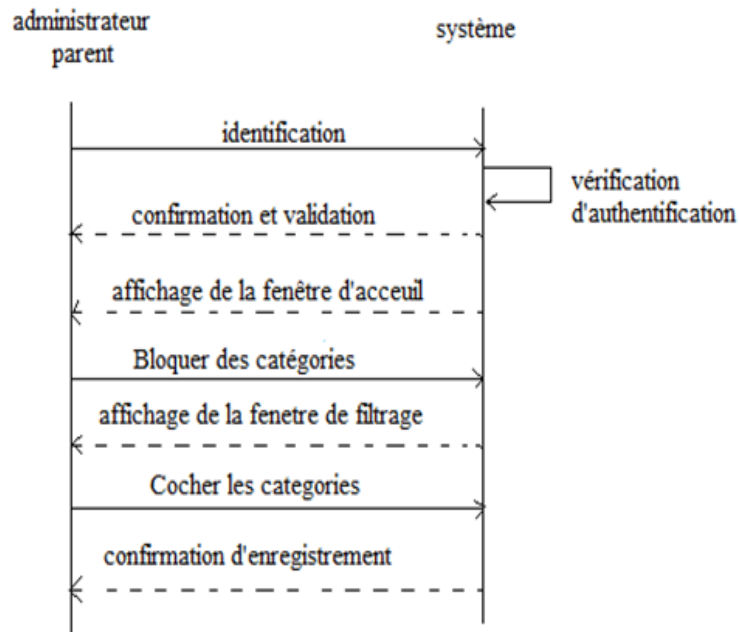 administrateur
parent
système
identification
vérification
d'authentification
confirmation et validation
affichage de la fenêtre d'acceuil
Bloquer des catégories
affichage de la fenetre de filtrage
Cocher les categories
confirmation d'enregistrement